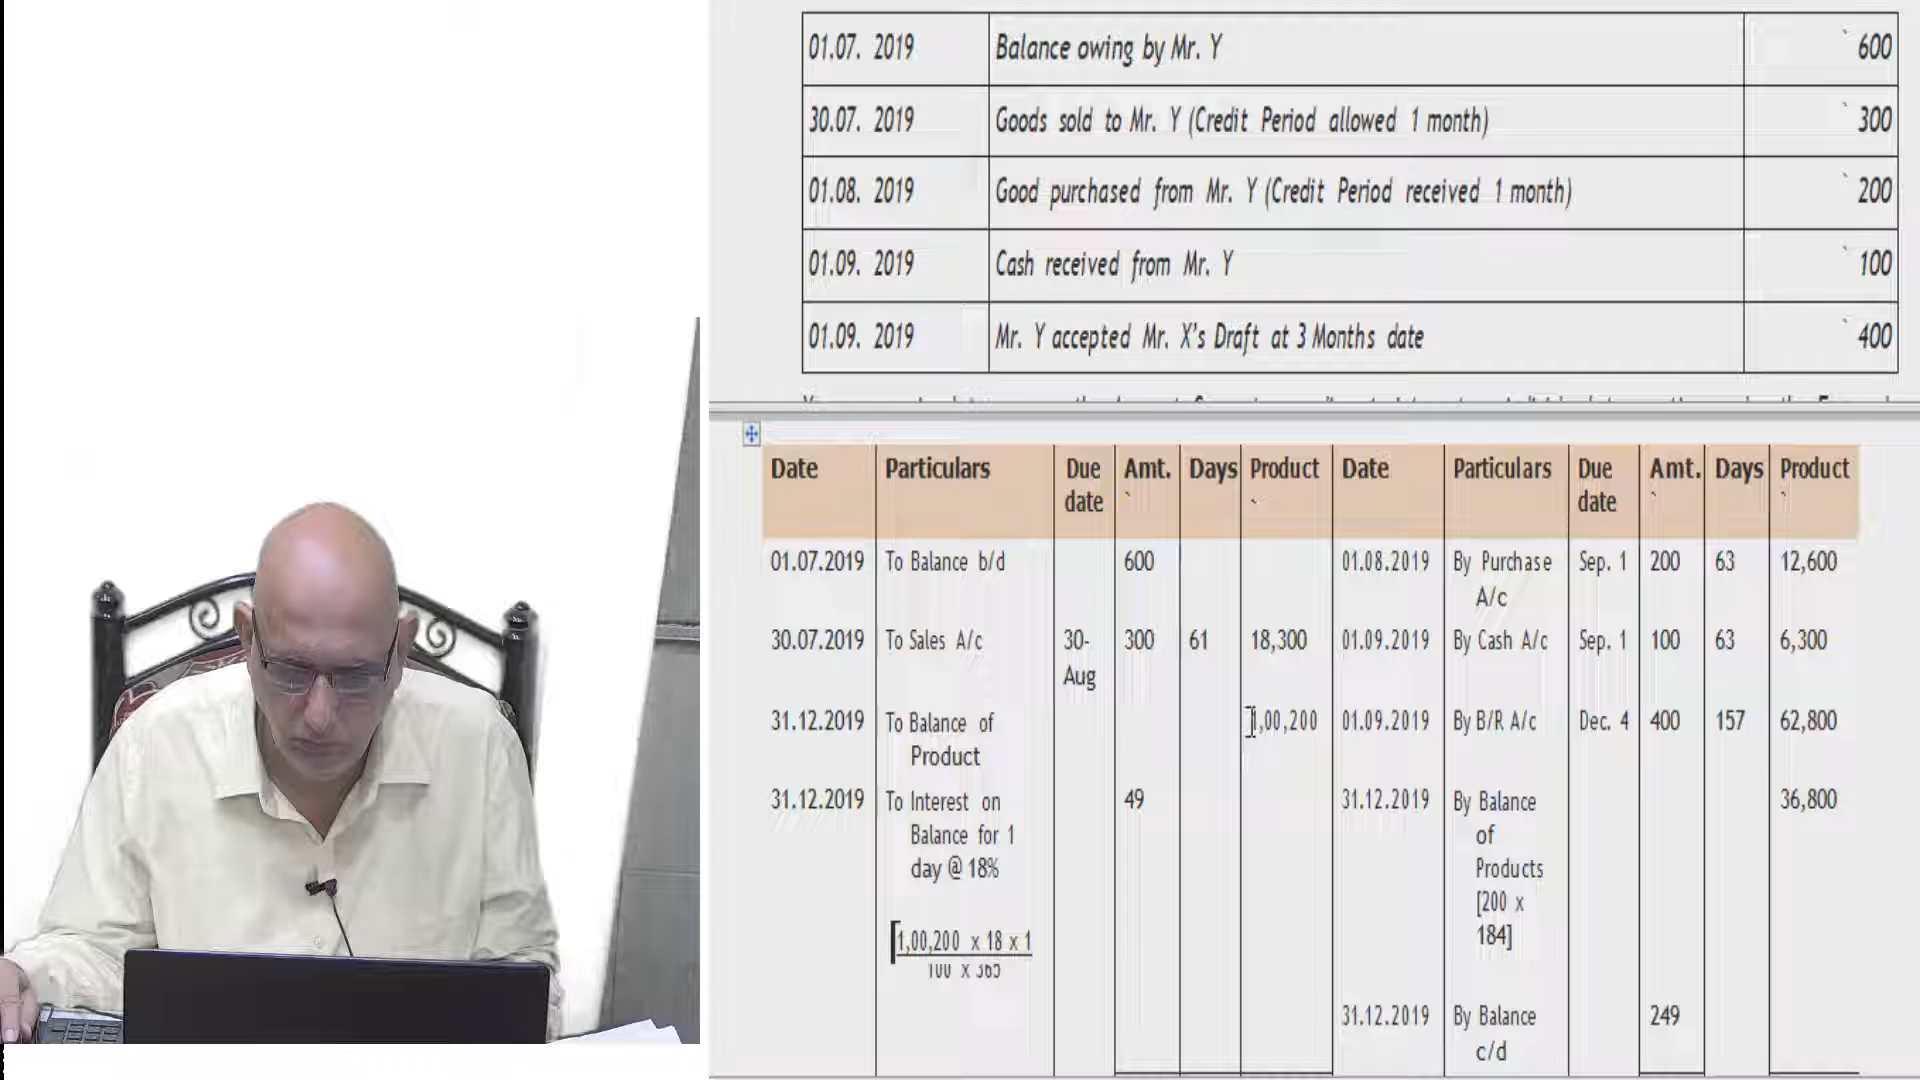 01.07. 2019 Balance owing by Mr. Y ` 600
30.07. 2019 Goods sold to Mr. Y (Credit Period allowed 1 month) ` 300
01.08. 2019 Good purchased from Mr. Y (Credit Period received 1 month) ` 200
01.09. 2019 Cash received from Mr. Y ` 100
01.09. 2019 Mr. Y accepted Mr. X's Draft at 3 Months date ` 400
Date Particulars Due Amt. Days Product Date Particulars Due Amt. Days Product
date ` ` date ` `
01.07.2019 To Balance b/d 600 01.08.2019 By Purchase Sep. 1 200 63 12,600
A/c
30.07.2019 To Sales A/c 30- 300 61 18,300 01.09.2019 By Cash A/c Sep. 1 100 63 6,300
Aug
31.12.2019 To Balance of 1,00,200 01.09.2019 By B/R A/c Dec. 4 400 157 62,800
Product
31.12.2019 To Interest on 49 31.12.2019 By Balance 36,800
Balance for 1 of
day @ 18% Products
[200 x
1,00,200 x 18 x 1 184]
100 x 365
31.12.2019 By Balance 249
c/d